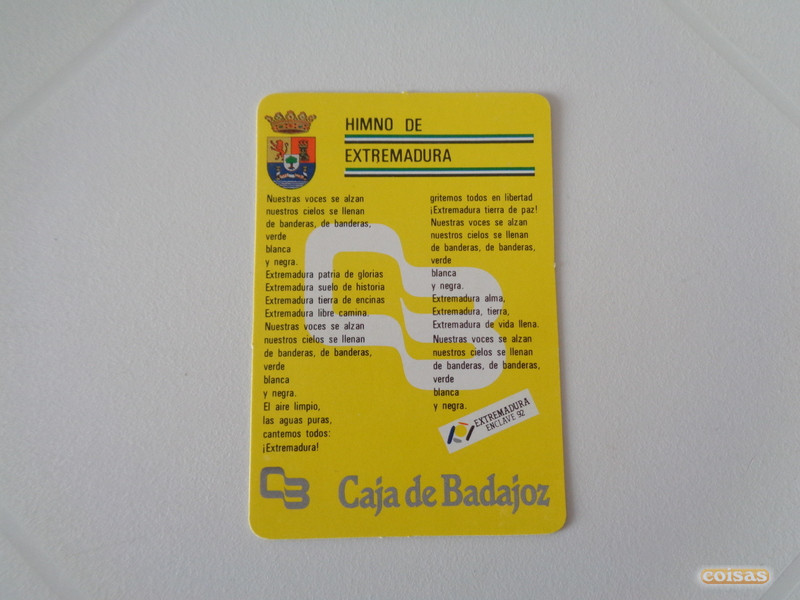 HIMNO DE
EXTREMADURA
Nuestras voces se alzan
nuestros cielos se llenan
de banderas, de banderas,
verde
blanca
y negra.
Extremadura patria de glorias
Extremadura suelo de historia
Extremadura tierra de encinas
Extremadura libre camina.
Nuestras voces se alzan
nuestros cielos se llenan
de banderas, de banderas,
verde
blanca
y negra.
El aire limpio,
las aguas puras,
cantemos todos:
¡Extremadura!
gritemos todos en libertad
¡Extremadura tierra de paz!
Nuestras voces se alzan
nuestros cielos se llenan
de banderas, de banderas,
verde
blanca
y negra.
Extremadura alma,
Extremadura, tierra,
Extremadura de vida llena.
Nuestras voces se alzan
nuestros cielos se llenan
de banderas, de banderas,
verde
blanca
y negra.
EXTREMADURA
ENCLAVE 92
CB Caja de Badajoz
coisas